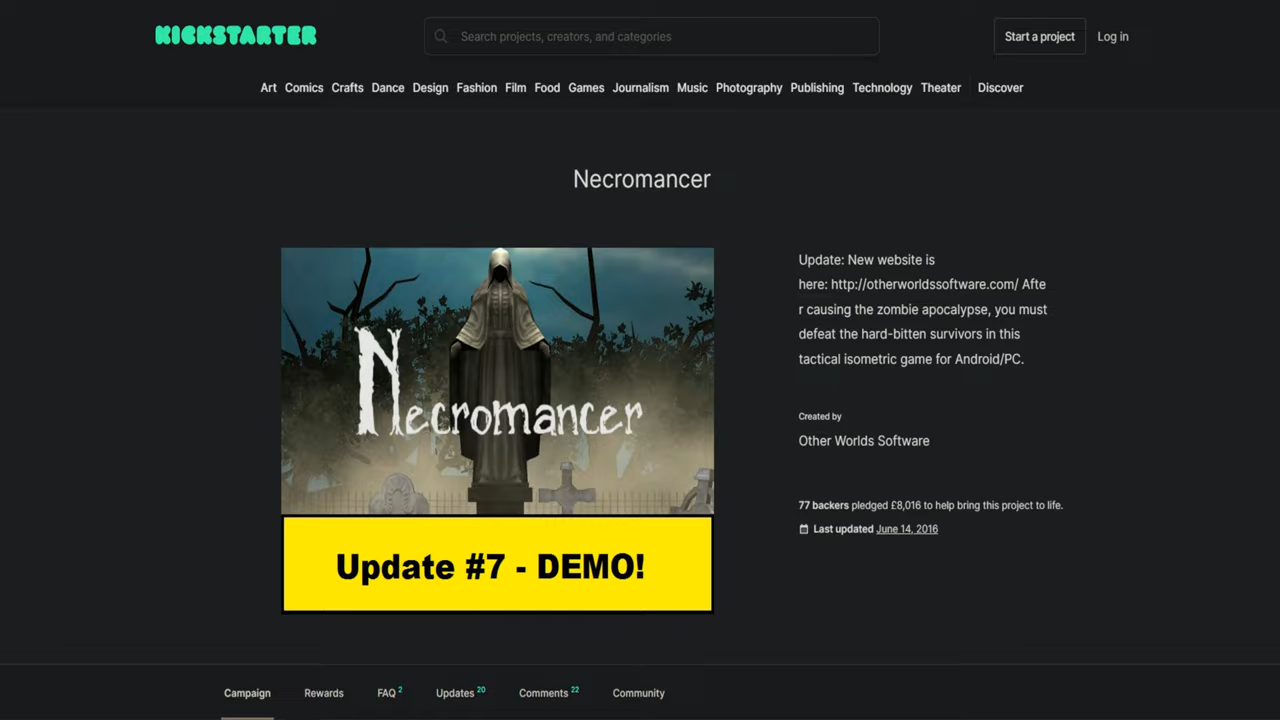 KICKSTARTER
Search projects, creators, and categories
Start a project
Log in
Art Comics Crafts Dance Design Fashion Film Food Games Journalism Music Photography Publishing Technology Theater Discover
Necromancer
Necromancer
Update #7 - DEMO!
Update: New website is
here: http://otherworldssoftware.com/ Afte
r causing the zombie apocalypse, you must
defeat the hard-bitten survivors in this
tactical isometric game for Android/PC.
Created by
Other Worlds Software
77 backers pledged £8,016 to help bring this project to life.
Last updated June 14, 2016
Campaign Rewards FAQ 2 Updates 20 Comments 22 Community